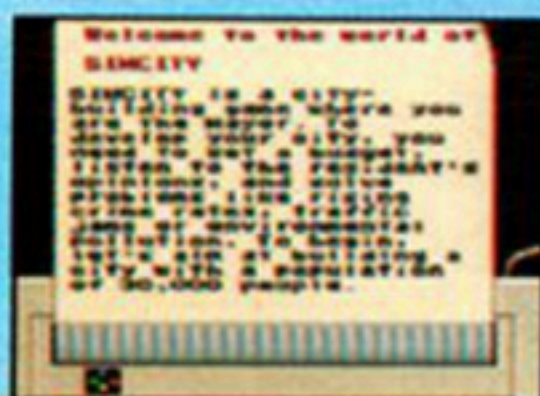 Welcome to the world of
SIMCITY
SIMCITY is a city-
building game where you
are the mayor. To
develop your city, you
need to set a budget,
listen to the resident's
opinions, and solve
problems like rising
crime rates, traffic
jams or environmental
pollution. To begin,
let's aim at building a
city with a population
of 30,000 people.